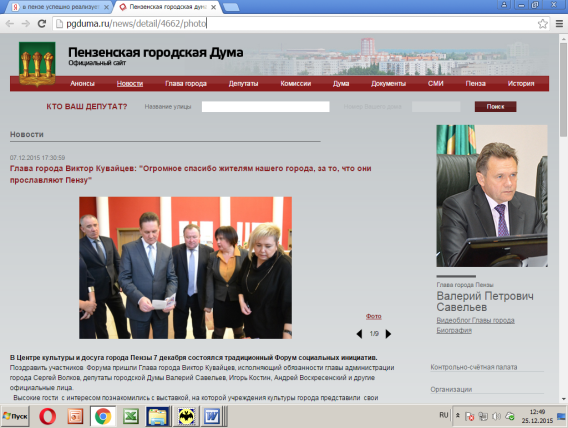 в пензе успешно реализует
Пензенская городская дум
pgduma.ru/news/detail/4662/photo
Пензенская городская Дума
Официальный сайт
Анонсы Новости Глава города Депутаты Комиссии Дума Документы СМИ Пенза История
КТО ВАШ ДЕПУТАТ? Название улицы Поиск
Новости
07.12.2015 17:30:59
Глава города Виктор Кувайцев: "Огромное спасибо жителям нашего города, за то, что они
прославляют Пензу"
Фото
1/9
Глава города Пензы
Валерий Петрович
Савельев
Видеоблог Главы города
Биография
В Центре культуры и досуга города Пензы 7 декабря состоялся традиционный Форум социальных инициатив.
Поздравить участников Форума пришли Глава города Виктор Кувайцев, исполняющий обязанности главы администрации
города Сергей Волков, депутаты городской Думы Валерий Савельев, Игорь Костин, Андрей Воскресенский и другие
официальные лица.
Высокие гости с интересом познакомились с выставкой, на которой учреждения культуры города представили свои
Контрольно-счётная палата
Организации
Пуск
RU
12:49
25.12.2015